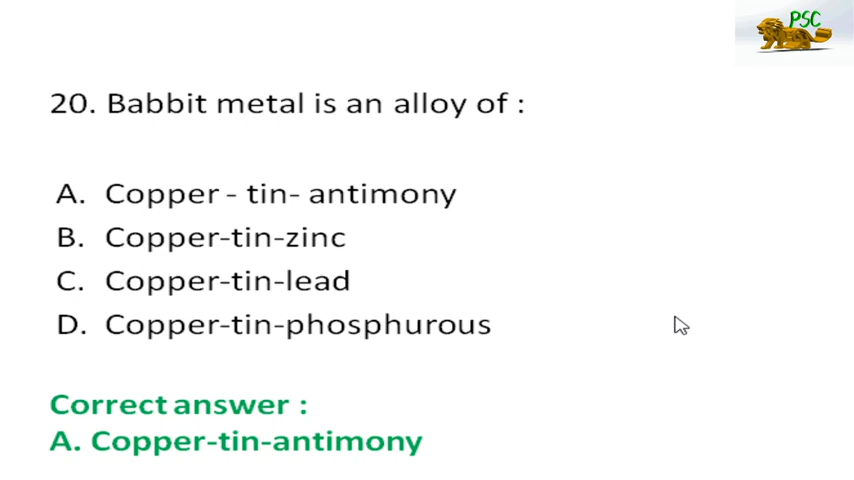 PSC
20. Babbit metal is an alloy of :
A. Copper - tin- antimony
B. Copper-tin-zinc
C. Copper-tin-lead
D. Copper-tin-phosphurous
Correct answer :
A. Copper-tin-antimony